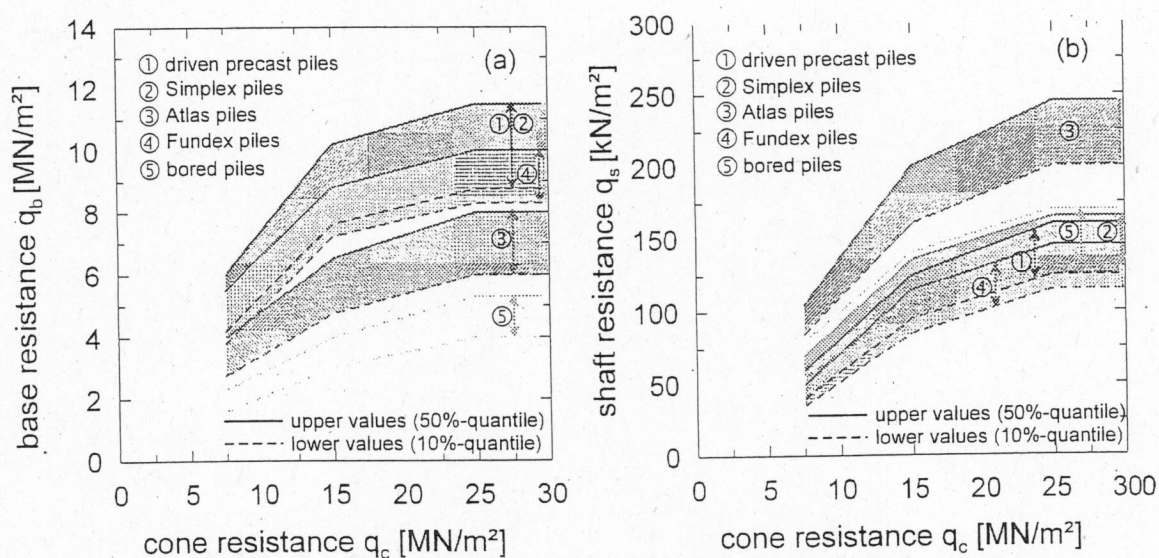 14
12
10
8
6
4
2
0
base resistance qb [MN/m²]
(a)
① driven precast piles
② Simplex piles
③ Atlas piles
④ Fundex piles
⑤ bored piles
①②
④
③
⑤
upper values (50%-quantile)
lower values (10%-quantile)
0 5 10 15 20 25 30
cone resistance qc [MN/m²]
300
250
200
150
100
50
0
shaft resistance qs [kN/m²]
(b)
① driven precast piles
② Simplex piles
③ Atlas piles
④ Fundex piles
⑤ bored piles
③
⑤ ②
①
④
upper values (50%-quantile)
lower values (10%-quantile)
0 5 10 15 20 25 300
cone resistance qc [MN/m²]